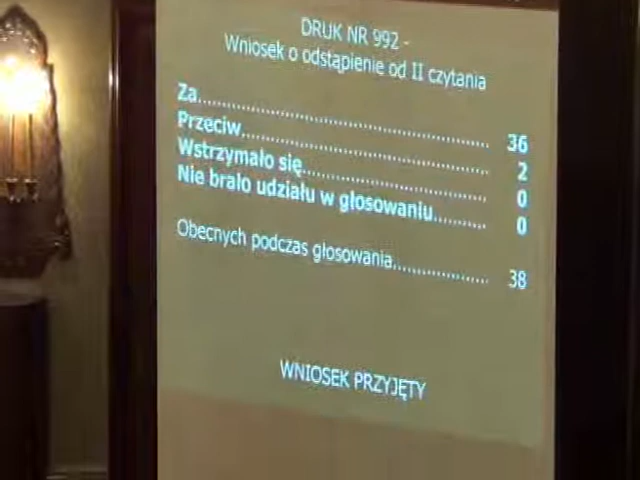 DRUK NR 992 -
Wniosek o odstąpienie od II czytania
Za........................................................ 36
Przeciw................................................. 2
Wstrzymało się..................................... 0
Nie brało udziału w głosowaniu.......... 0
Obecnych podczas głosowania.................. 38
WNIOSEK PRZYJĘTY